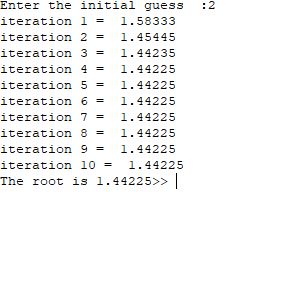 Enter the initial guess  :2
iteration 1 =  1.58333
iteration 2 =  1.45445
iteration 3 =  1.44235
iteration 4 =  1.44225
iteration 5 =  1.44225
iteration 6 =  1.44225
iteration 7 =  1.44225
iteration 8 =  1.44225
iteration 9 =  1.44225
iteration 10 =  1.44225
The root is 1.44225>>